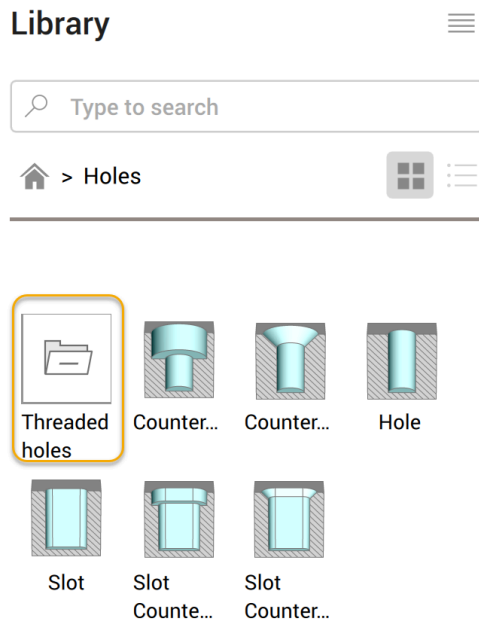 Library
Type to search
> Holes
Threaded
holes
Counter...
Counter...
Hole
Slot
Slot
Counte...
Slot
Counter...